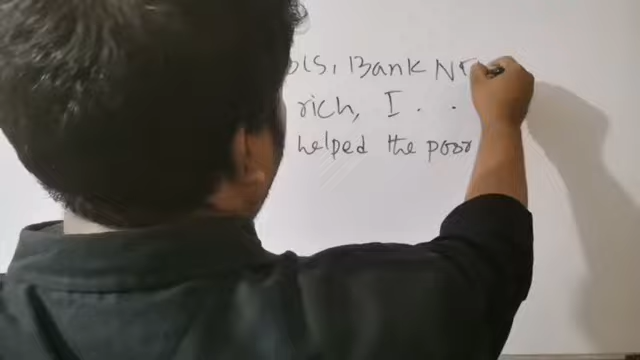 Bank
rich, I . .
helped the poor